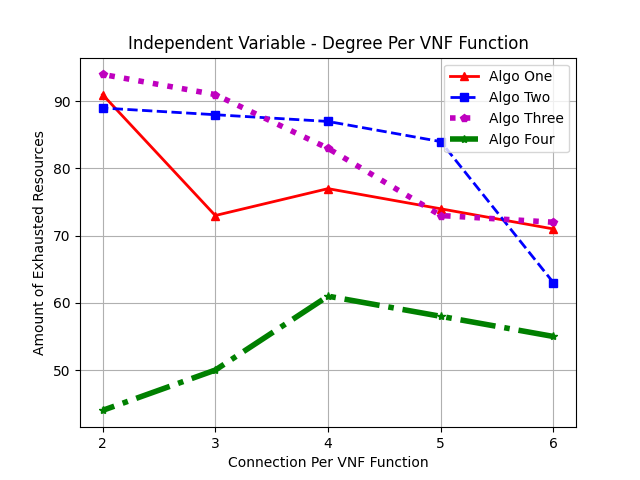 Independent Variable - Degree Per VNF Function
Algo One
Algo Two
Algo Three
Algo Four
Amount of Exhausted Resources
90
80
70
60
50
2 3 4 5 6
Connection Per VNF Function